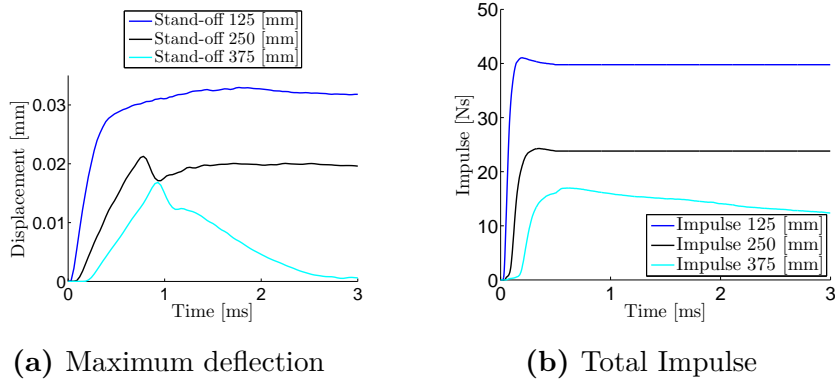 Stand-off 125 [mm]
Stand-off 250 [mm]
Stand-off 375 [mm]
Displacement [mm]
0.03
0.02
0.01
0
0
1
2
3
Time [ms]
(a) Maximum deflection
Impulse [Ns]
50
40
30
20
10
0
Impulse 125 [mm]
Impulse 250 [mm]
Impulse 375 [mm]
0
1
2
3
Time [ms]
(b) Total Impulse